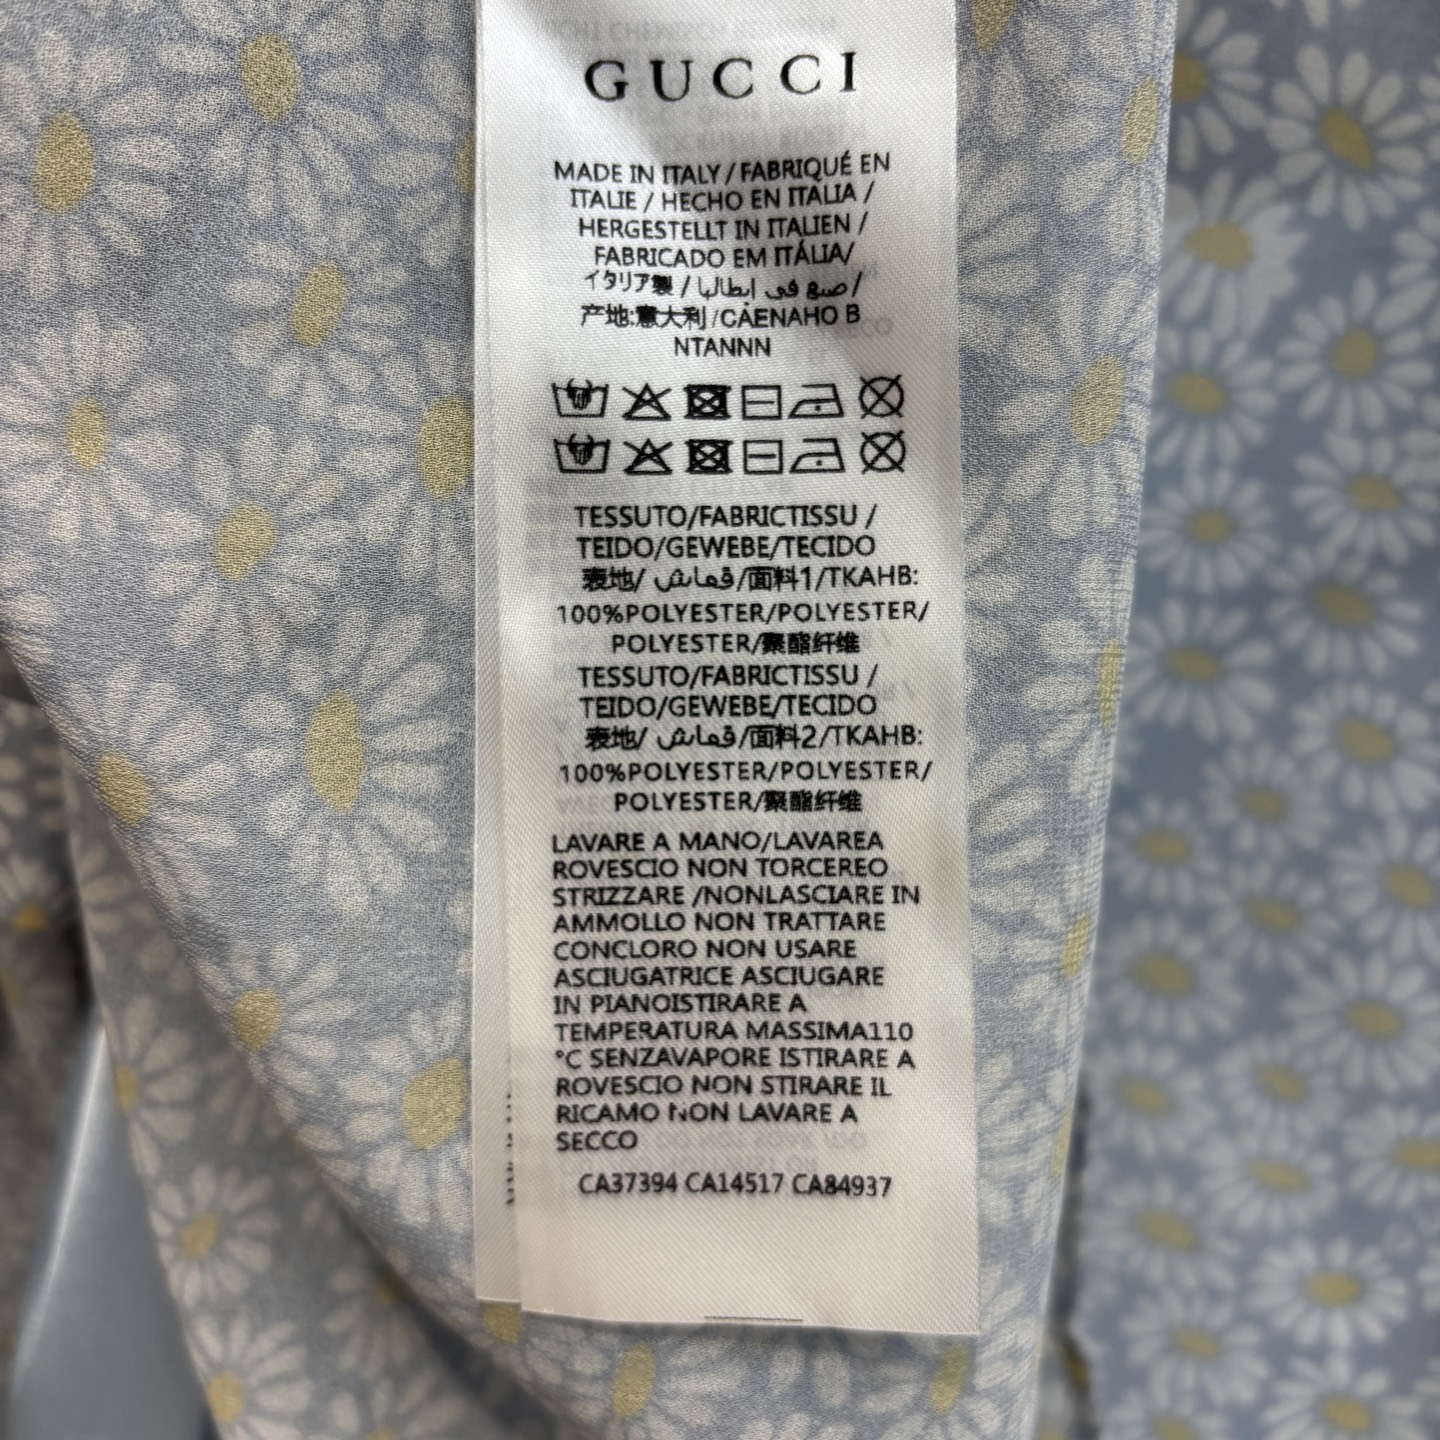 GUCCI
MADE IN ITALY / FABRIQUÉ EN
ITALIE / HECHO EN ITALIA /
HERGESTELLT IN ITALIEN /
FABRICADO EM ITÁLIA/
イタリア製 / صنع في إيطاليا /
产地:意大利 /CAENAHO B
NTANNN
TESSUTO/FABRICTISSU /
TEIDO/GEWEBE/TECIDO
表地/ قماش /面料1/TKAHB:
100%POLYESTER/POLYESTER/
POLYESTER/聚酯纤维
TESSUTO/FABRICTISSU /
TEIDO/GEWEBE/TECIDO
表地/ قماش /面料2/TKAHB:
100%POLYESTER/POLYESTER/
POLYESTER/聚酯纤维
LAVARE A MANO/LAVAREA
ROVESCIO NON TORCEREO
STRIZZARE /NONLASCIARE IN
AMMOLLO NON TRATTARE
CONCLORO NON USARE
ASCIUGATRICE ASCIUGARE
IN PIANOISTIRARE A
TEMPERATURA MASSIMA110
°C SENZAVAPORE ISTIRARE A
ROVESCIO NON STIRARE IL
RICAMO NON LAVARE A
SECCO
CA37394 CA14517 CA84937